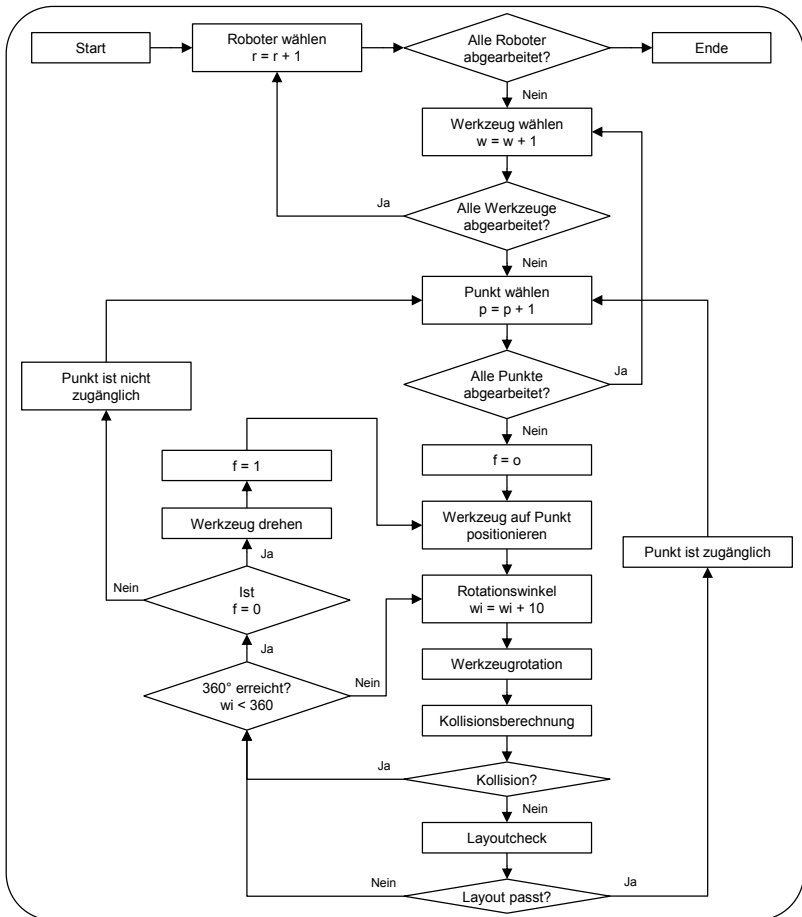 Start
Roboter wählen
r = r + 1
Alle Roboter
abgearbeitet?
Ende
Nein
Werkzeug wählen
w = w + 1
Ja
Alle Werkzeuge
abgearbeitet?
Nein
Punkt wählen
p = p + 1
Punkt ist nicht
zugänglich
Alle Punkte
abgearbeitet?
Ja
Nein
f = 1
f = o
Werkzeug drehen
Werkzeug auf Punkt
positionieren
Punkt ist zugänglich
Ja
Nein
Ist
f = 0
Rotationswinkel
wi = wi + 10
Ja
Werkzeugrotation
360° erreicht?
wi < 360
Nein
Kollisionsberechnung
Ja
Kollision?
Nein
Layoutcheck
Nein
Layout passt?
Ja